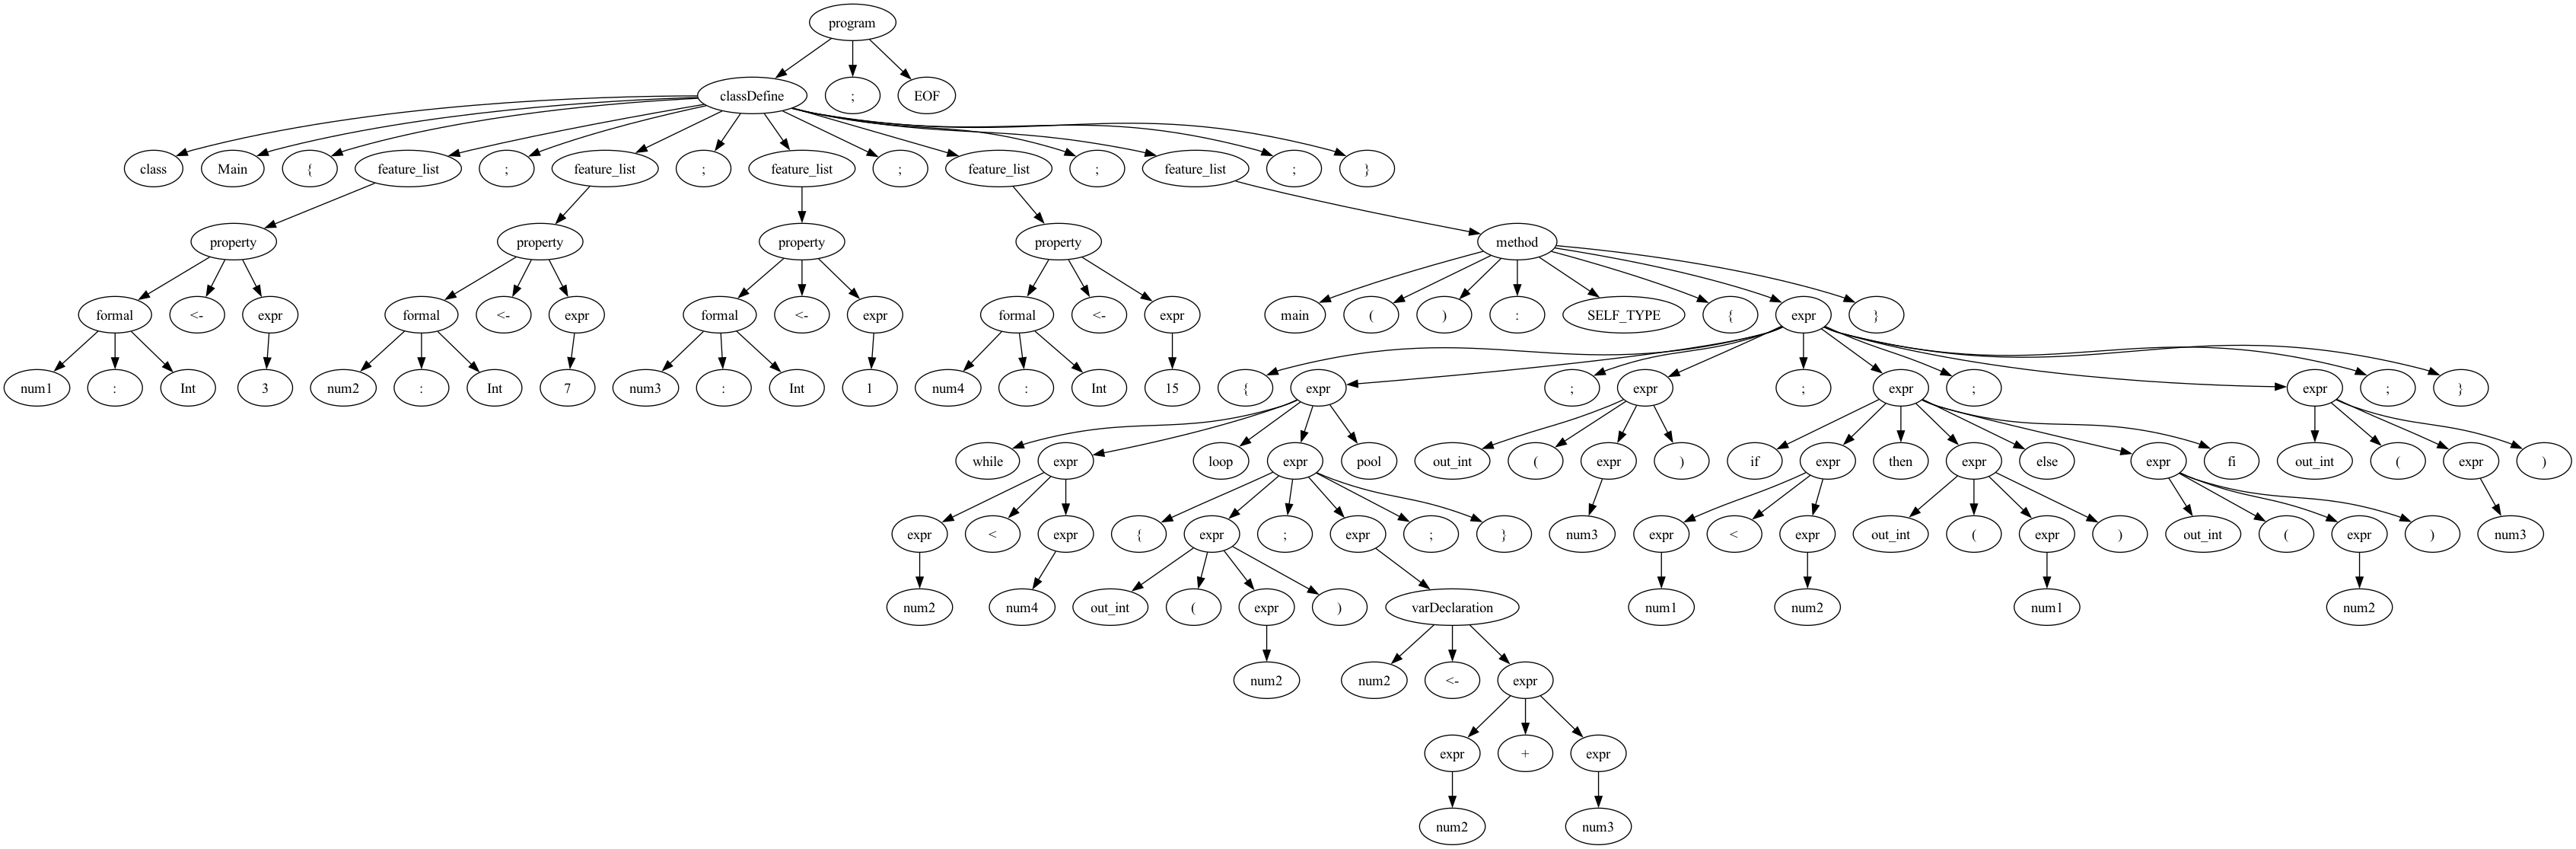 program
classDefine ; EOF
class Main { feature_list ; feature_list ; feature_list ; feature_list ; feature_list ; }
property property property property method
formal <- expr formal <- expr formal <- expr formal <- expr main ( ) : SELF_TYPE { expr }
num1 : Int 3 num2 : Int 7 num3 : Int 1 num4 : Int 15 { expr ; expr ; expr ; expr ; }
while expr loop expr pool out_int ( expr ) if expr then expr else expr fi out_int ( expr )
expr < expr { expr ; expr ; } num3 expr < expr out_int ( expr ) out_int ( expr ) num3
num2 num4 out_int ( expr ) varDeclaration num1 num2 num1 num2
num2 num2 <- expr
expr + expr
num2 num3